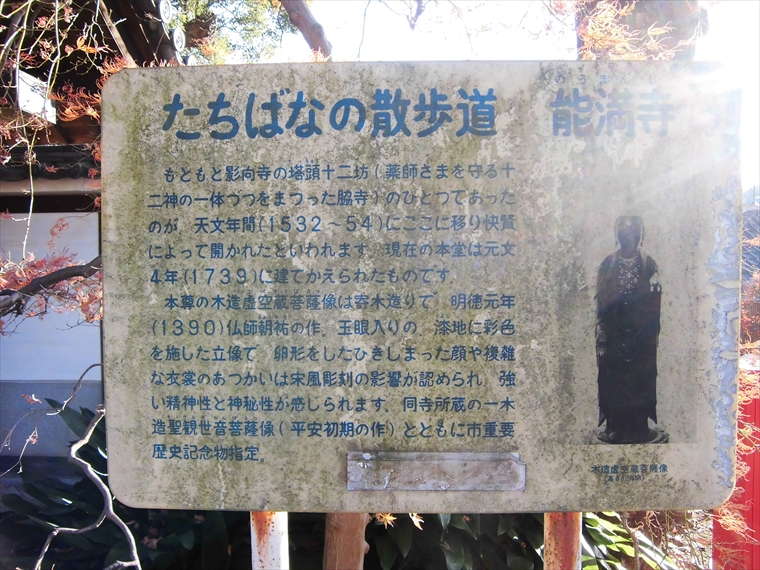 たちばなの散歩道　能満寺
もともと影向寺の塔頭十二坊(薬師さまを守る十
二神の一体づつをまつった脇寺)のひとつであった
のが、天文年間(1532～54)にここに移り快賢
によって開かれたといわれます。現在の本堂は元文
4年(1739)に建てかえられたものです。
本尊の木造虚空蔵菩薩像は寄木造りで、明徳元年
(1390)仏師朝祐の作。玉眼入りの、漆地に彩色
を施した立像で、卵形をしたひきしまった顔や複雑
な衣裳のあつかいは宋風彫刻の影響が認められ、強
い精神性と神秘性が感じられます。同寺所蔵の一木
造聖観世音菩薩像(平安初期の作)とともに市重要
歴史記念物指定。
木造虚空蔵菩薩像